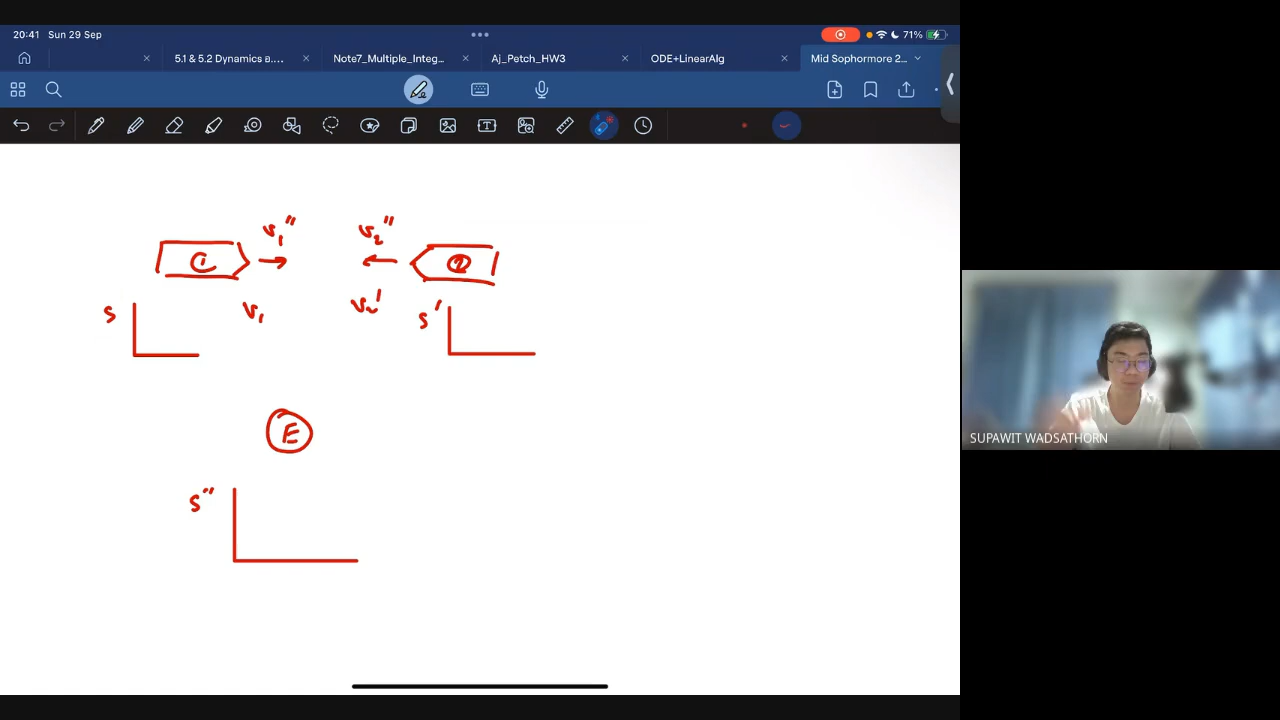 20:41 Sun 29 Sep
71%
5.1 & 5.2 Dynamics a....
Note7_Multiple_Integ...
Aj_Petch_HW3
ODE+LinearAlg
Mid Sophormore 2...
v₁" v₂"
1 2
s v₁ v₂' s'
E
s"
SUPAWIT WADSATHORN